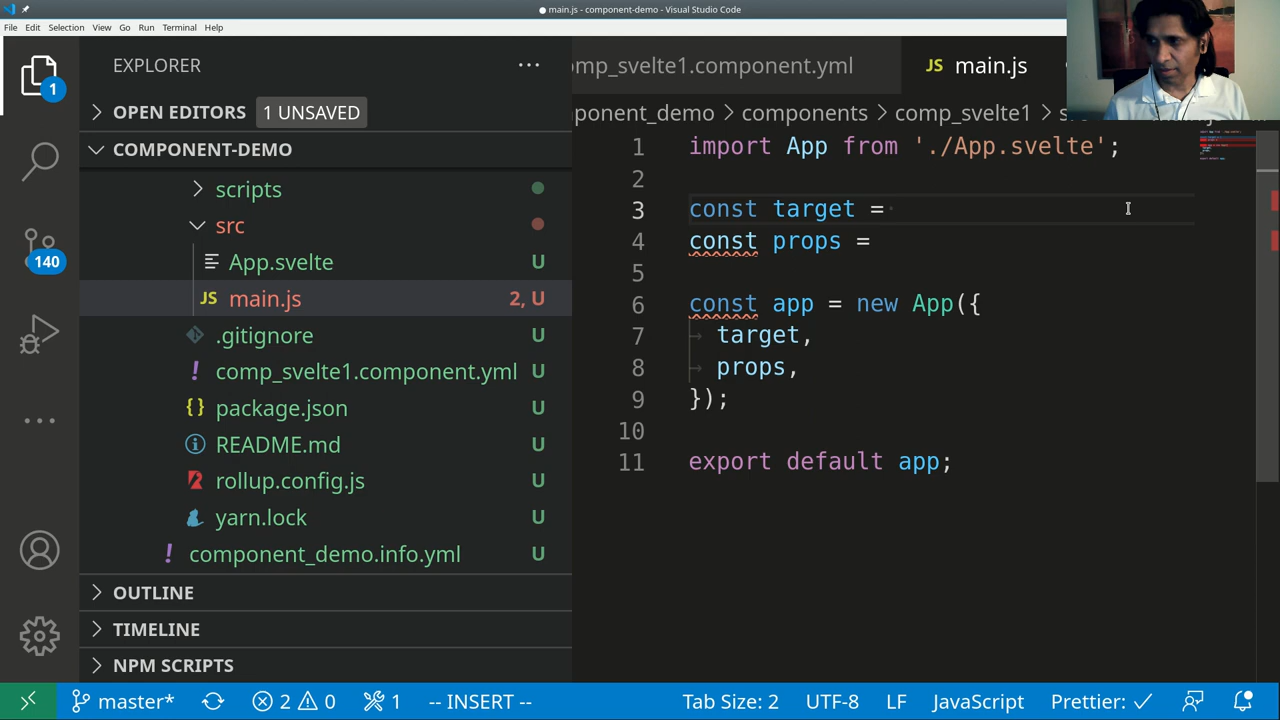 ● main.js - component-demo - Visual Studio Code
File Edit Selection View Go Run Terminal Help
EXPLORER ···
1
OPEN EDITORS 1 UNSAVED
COMPONENT-DEMO
scripts
src
App.svelte U
JS main.js 2, U
.gitignore U
140
! comp_svelte1.component.yml U
{} package.json U
README.md U
rollup.config.js U
yarn.lock U
! component_demo.info.yml U
OUTLINE
TIMELINE
NPM SCRIPTS
omp_svelte1.component.yml JS main.js
ponent_demo > components > comp_svelte1 >
1 import App from './App.svelte';
2
3 const target =
4 const props =
5
6 const app = new App({
7 target,
8 props,
9 });
10
11 export default app;
master* 2 0 1 -- INSERT -- Tab Size: 2 UTF-8 LF JavaScript Prettier: ✓